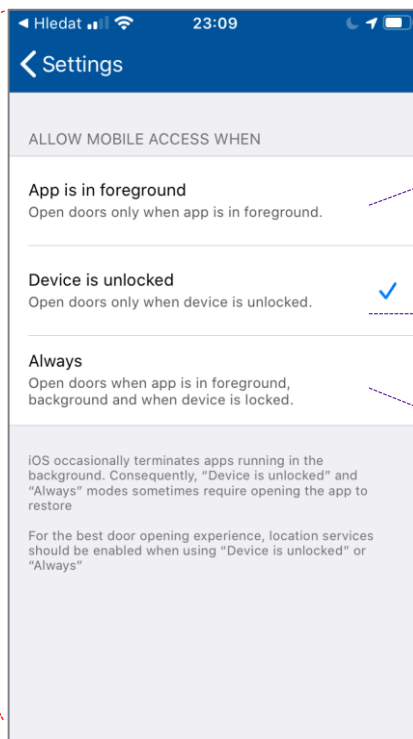 Hledat 23:09
Settings
ALLOW MOBILE ACCESS WHEN
App is in foreground
Open doors only when app is in foreground.
Device is unlocked
Open doors only when device is unlocked.
Always
Open doors when app is in foreground,
background and when device is locked.
iOS occasionally terminates apps running in the
background. Consequently, “Device is unlocked” and
“Always” modes sometimes require opening the app to
restore
For the best door opening experience, location services
should be enabled when using “Device is unlocked” or
“Always”